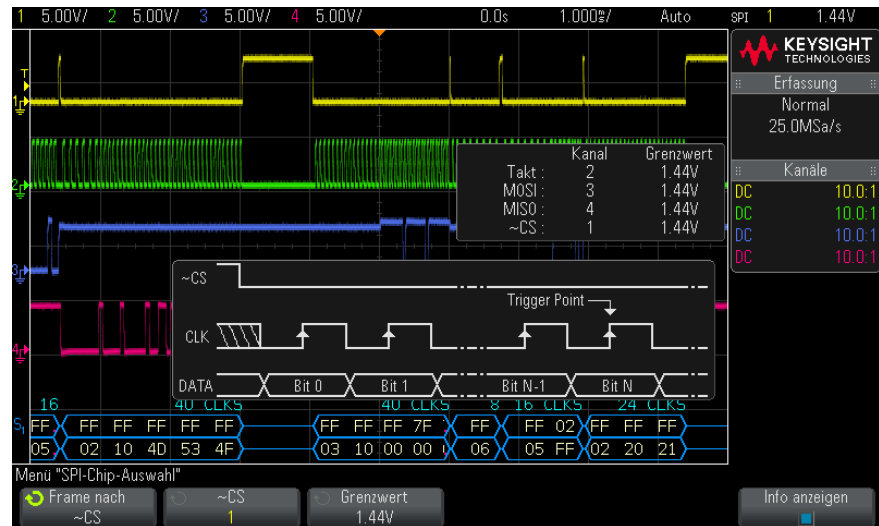 1 5.00V/ 2 5.00V/ 3 5.00V/ 4 5.00V/ 0.0s 1.000ms/ Auto SPI 1 1.44V
KEYSIGHT
TECHNOLOGIES
Erfassung
Normal
25.0MSa/s
Kanäle
DC 10.0:1
DC 10.0:1
DC 10.0:1
DC 10.0:1
T
1
2
3
4
Kanal Grenzwert
Takt : 2 1.44V
MOSI : 3 1.44V
MISO : 4 1.44V
~CS : 1 1.44V
~CS
Trigger Point
CLK
DATA Bit 0 Bit 1 Bit N-1 Bit N
16 40 CLKS 40 CLKS 8 16 CLKS 24 CLKS
S1 FF FF FF FF FF FF FF FF FF 7F FF FF 02 FF FF FF
05 02 10 4D 53 4F 03 10 00 00 06 05 FF 02 20 21
Menü "SPI-Chip-Auswahl"
Frame nach ~CS Grenzwert Info anzeigen
~CS 1 1.44V